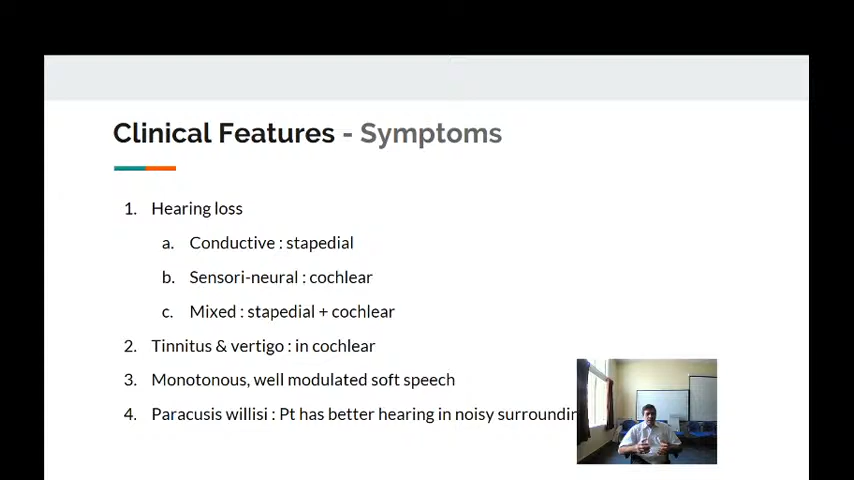 Clinical Features - Symptoms
1. Hearing loss
a. Conductive : stapedial
b. Sensori-neural : cochlear
c. Mixed : stapedial + cochlear
2. Tinnitus & vertigo : in cochlear
3. Monotonous, well modulated soft speech
4. Paracusis willisi : Pt has better hearing in noisy